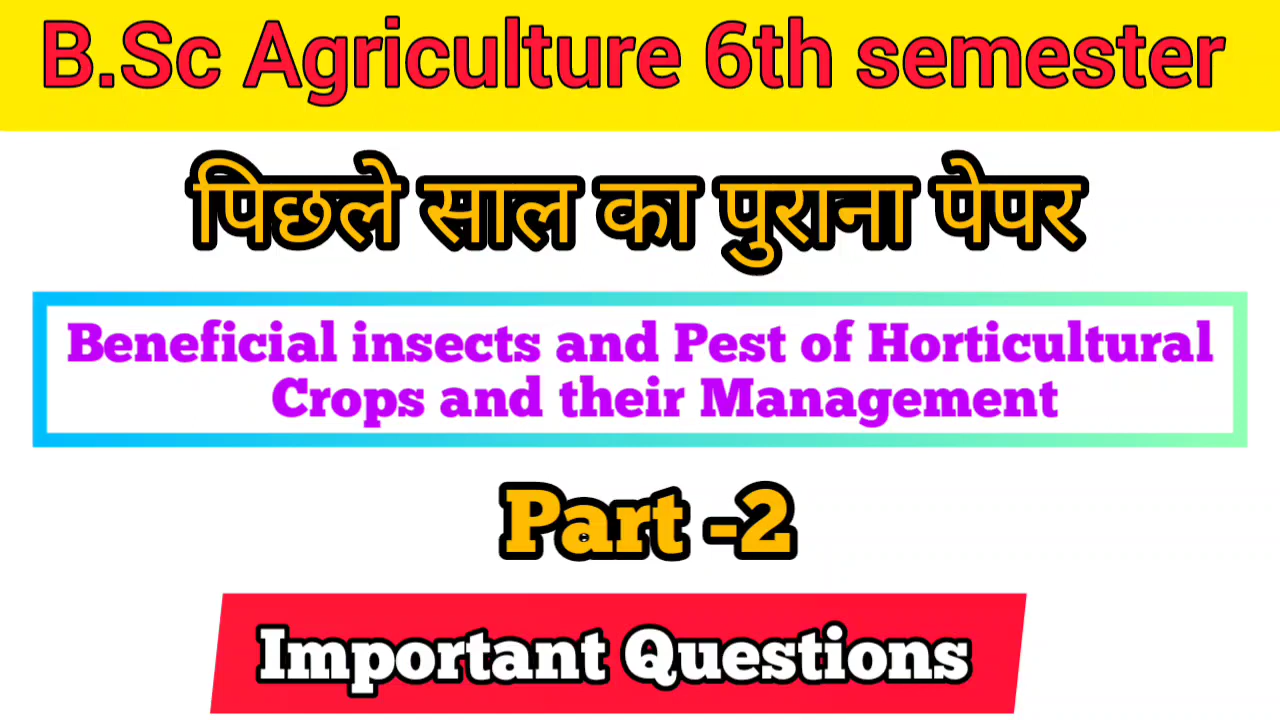 B.Sc Agriculture 6th semester
पिछले साल का पुराना पेपर
Beneficial insects and Pest of Horticultural
Crops and their Management
Part -2
Important Questions